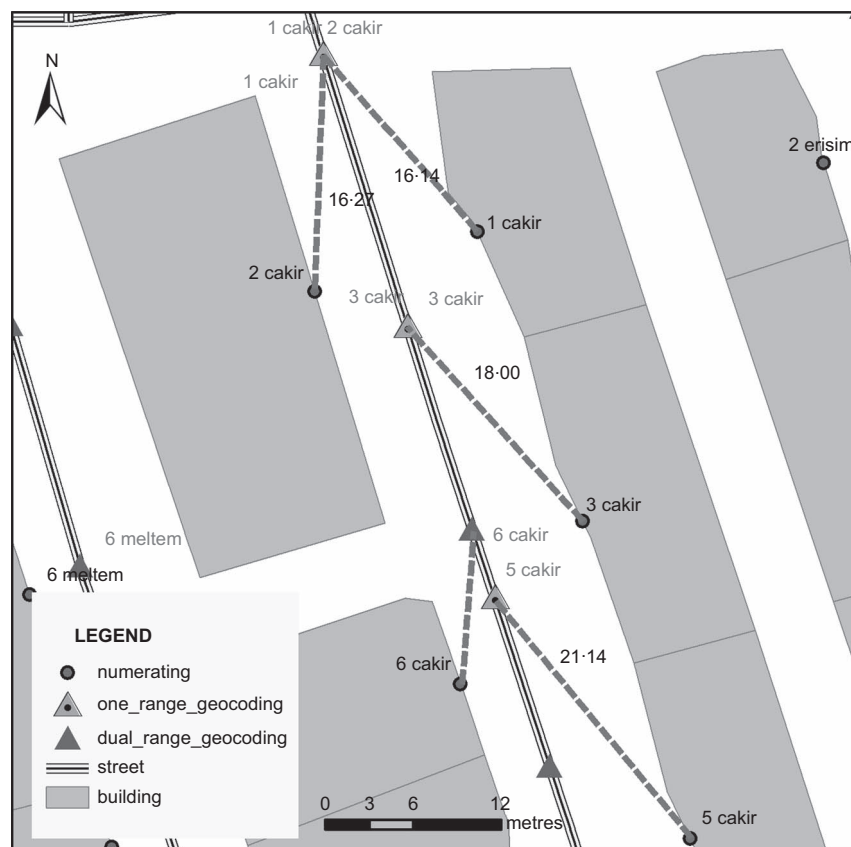 1 cakir 2 cakir
N
1 cakir
2 erisim
16·14
16·27
1 cakir
2 cakir
3 cakir 3 cakir
18·00
3 cakir
6 cakir
6 meltem
5 cakir
6 meltem
LEGEND
21·14
6 cakir
numerating
one_range_geocoding
dual_range_geocoding
street
building
0 3 6 12
metres
5 cakir